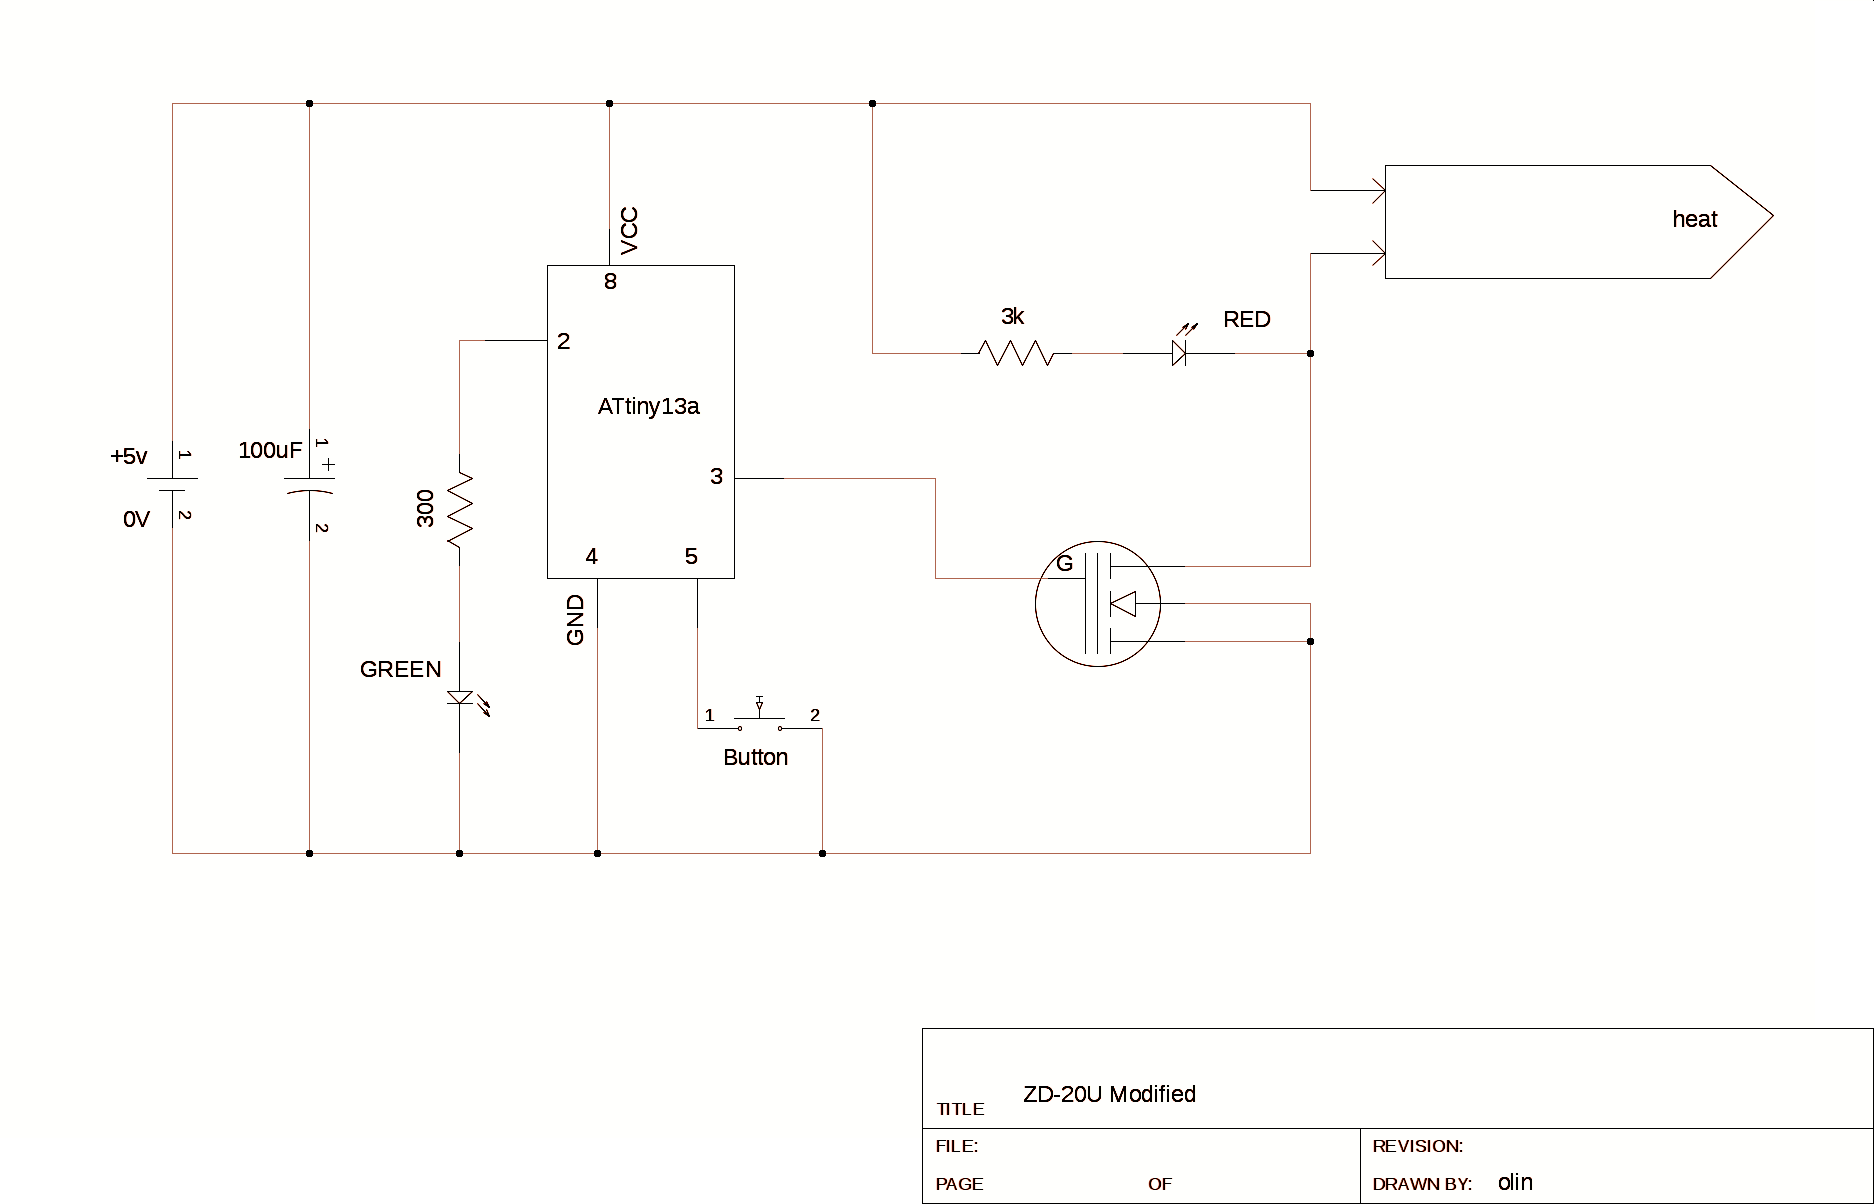 VCC
8
heat
3k
RED
2
ATtiny13a
+5v
1
100uF
1
+
3
300
0V
2
2
4
5
G
GND
GREEN
1
2
Button
ZD-20U Modified
TITLE
FILE:
REVISION:
PAGE OF
DRAWN BY: olin